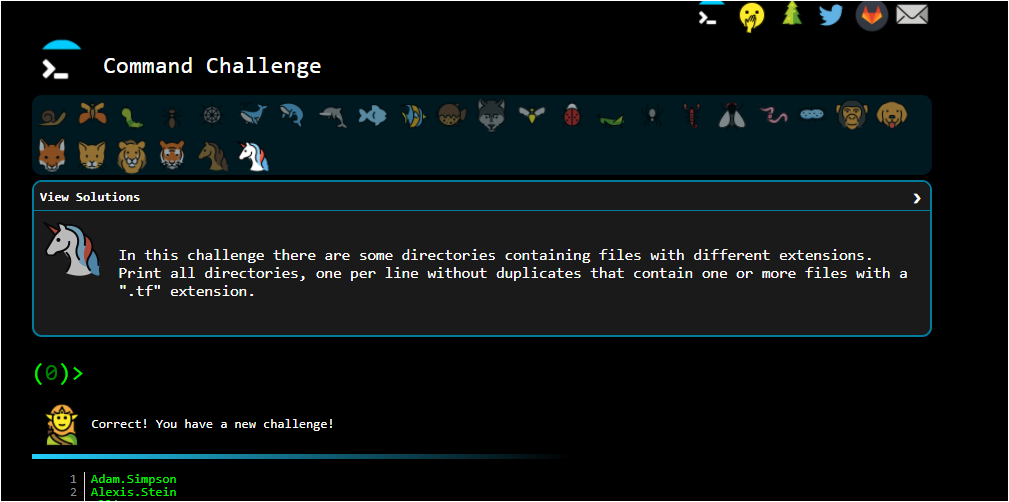 Command Challenge
View Solutions
In this challenge there are some directories containing files with different extensions.
Print all directories, one per line without duplicates that contain one or more files with a
".tf" extension.
(0)>
Correct! You have a new challenge!
1 Adam.Simpson
2 Alexis.Stein